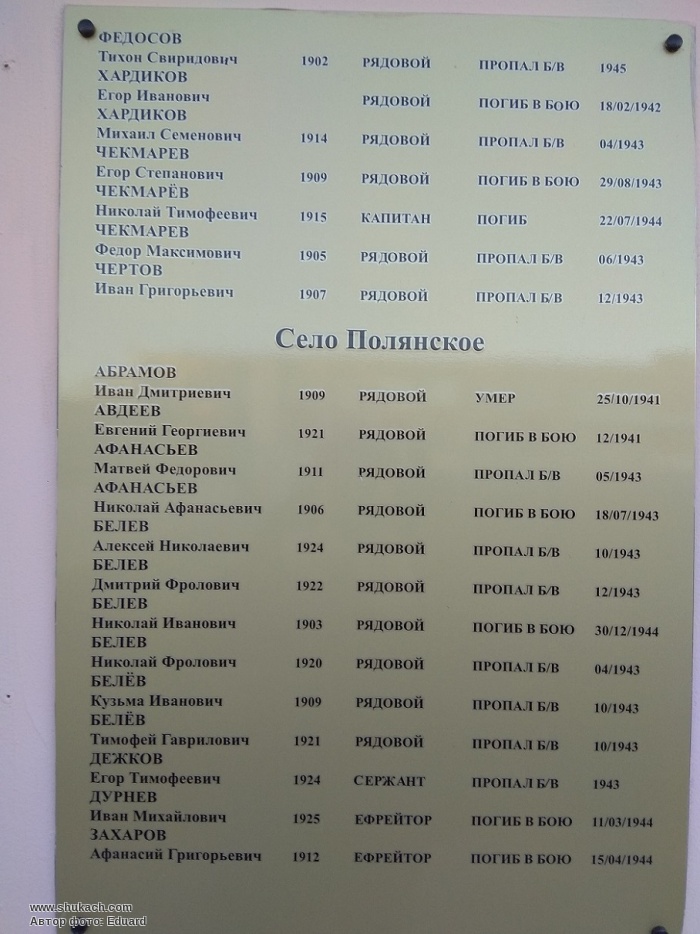 ФЕДОСОВ
Тихон Свиридович 1902 РЯДОВОЙ ПРОПАЛ Б/В 1945
ХАРДИКОВ
Егор Иванович РЯДОВОЙ ПОГИБ В БОЮ 18/02/1942
ХАРДИКОВ
Михаил Семенович 1914 РЯДОВОЙ ПРОПАЛ Б/В 04/1943
ЧЕКМАРЕВ
Егор Степанович 1909 РЯДОВОЙ ПОГИБ В БОЮ 29/08/1943
ЧЕКМАРЁВ
Николай Тимофеевич 1915 КАПИТАН ПОГИБ 22/07/1944
ЧЕКМАРЕВ
Федор Максимович 1905 РЯДОВОЙ ПРОПАЛ Б/В 06/1943
ЧЕРТОВ
Иван Григорьевич 1907 РЯДОВОЙ ПРОПАЛ Б/В 12/1943
Село Полянское
АБРАМОВ
Иван Дмитриевич 1909 РЯДОВОЙ УМЕР 25/10/1941
АВДЕЕВ
Евгений Георгиевич 1921 РЯДОВОЙ ПОГИБ В БОЮ 12/1941
АФАНАСЬЕВ
Матвей Федорович 1911 РЯДОВОЙ ПРОПАЛ Б/В 05/1943
АФАНАСЬЕВ
Николай Афанасьевич 1906 РЯДОВОЙ ПОГИБ В БОЮ 18/07/1943
БЕЛЕВ
Алексей Николаевич 1924 РЯДОВОЙ ПРОПАЛ Б/В 10/1943
БЕЛЕВ
Дмитрий Фролович 1922 РЯДОВОЙ ПРОПАЛ Б/В 12/1943
БЕЛЕВ
Николай Иванович 1903 РЯДОВОЙ ПОГИБ В БОЮ 30/12/1944
БЕЛЕВ
Николай Фролович 1920 РЯДОВОЙ ПРОПАЛ Б/В 04/1943
БЕЛЁВ
Кузьма Иванович 1909 РЯДОВОЙ ПРОПАЛ Б/В 10/1943
БЕЛЁВ
Тимофей Гаврилович 1921 РЯДОВОЙ ПРОПАЛ Б/В 10/1943
ДЕЖКОВ
Егор Тимофеевич 1924 СЕРЖАНТ ПРОПАЛ Б/В 1943
ДУРНЕВ
Иван Михайлович 1925 ЕФРЕЙТОР ПОГИБ В БОЮ 11/03/1944
ЗАХАРОВ
Афанасий Григорьевич 1912 ЕФРЕЙТОР ПОГИБ В БОЮ 15/04/1944
www.shukach.com
Автор фото: Eduard